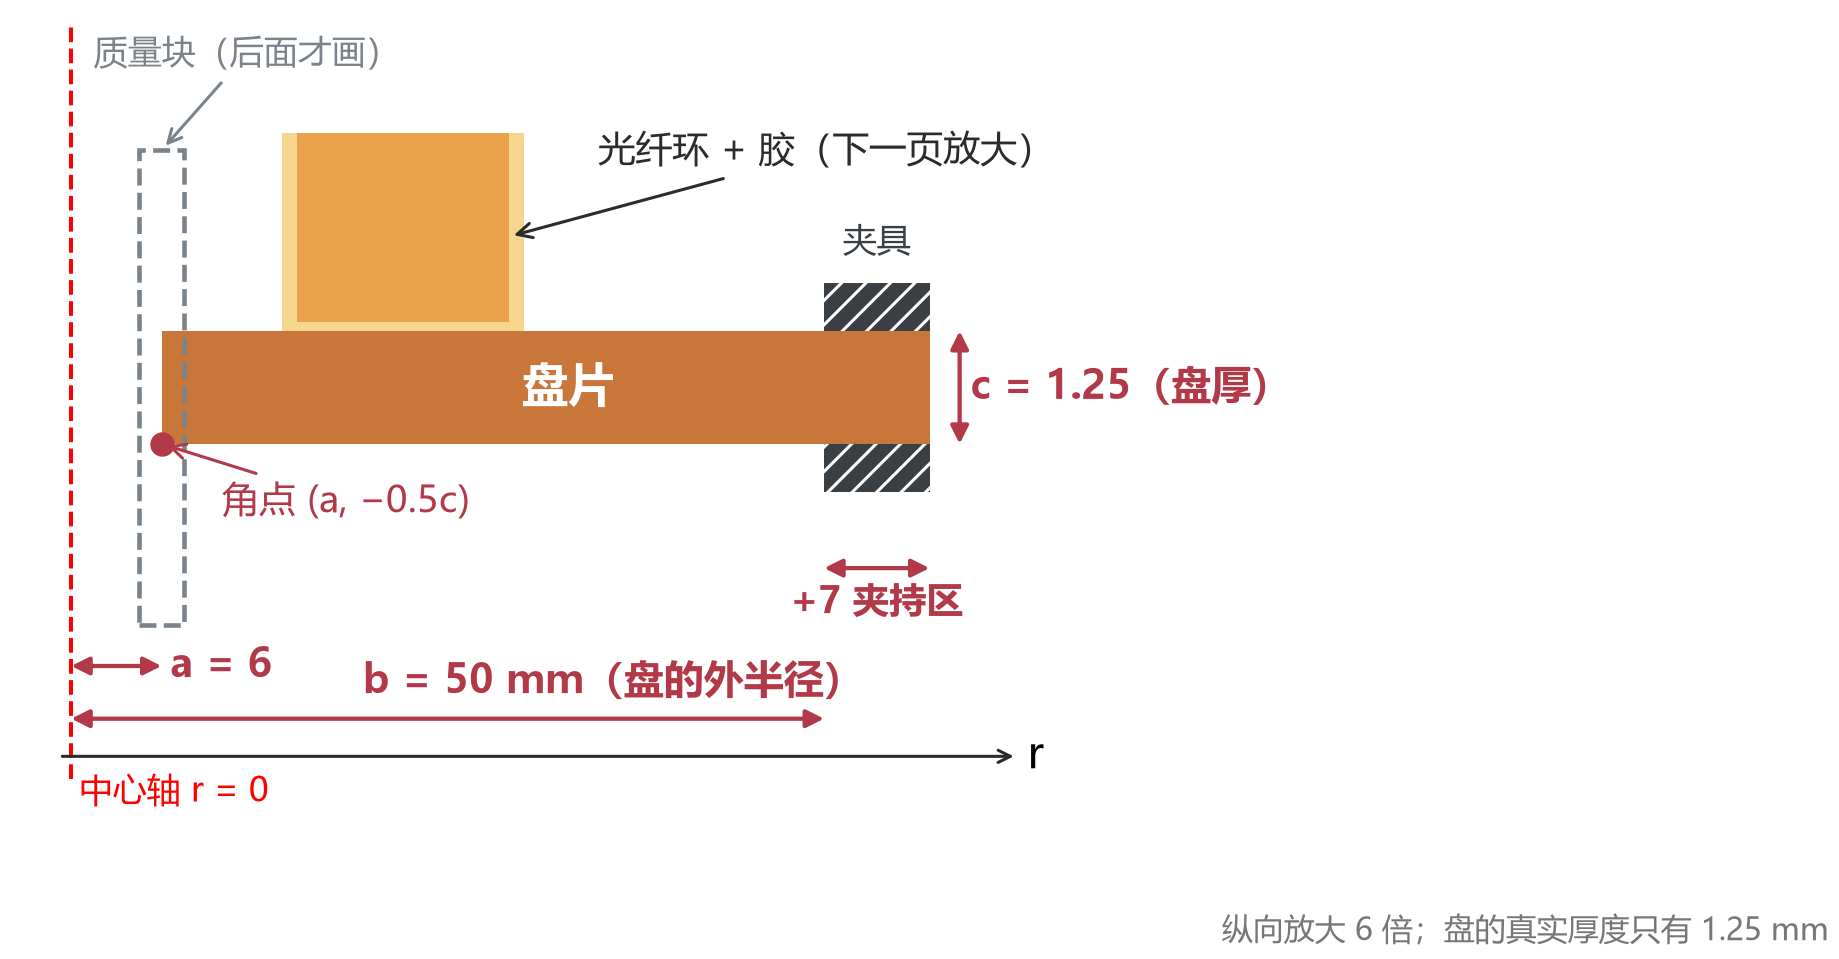 质量块（后面才画）
光纤环 + 胶（下一页放大）
夹具
盘片
c = 1.25（盘厚）
角点 (a, −0.5c)
+7 夹持区
a = 6
b = 50 mm（盘的外半径）
r
中心轴 r = 0
纵向放大 6 倍；盘的真实厚度只有 1.25 mm